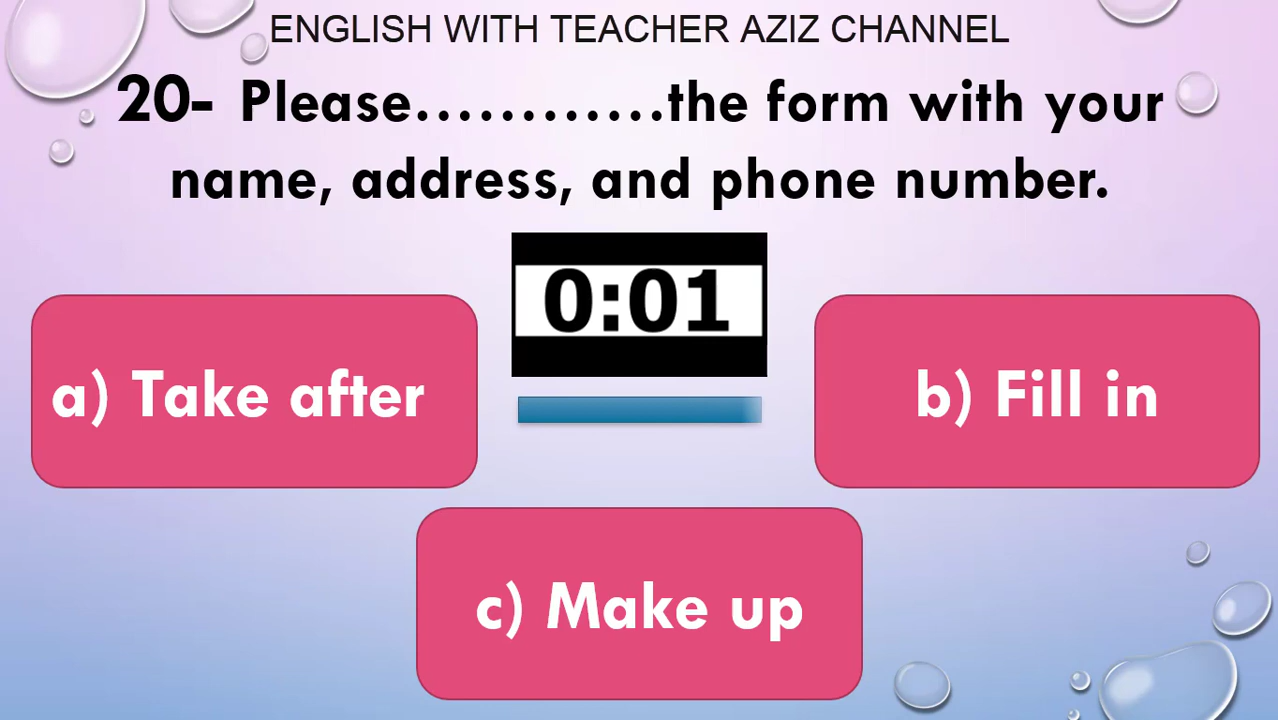 ENGLISH WITH TEACHER AZIZ CHANNEL
20- Please............the form with your
name, address, and phone number.
0:01
a) Take after
b) Fill in
c) Make up